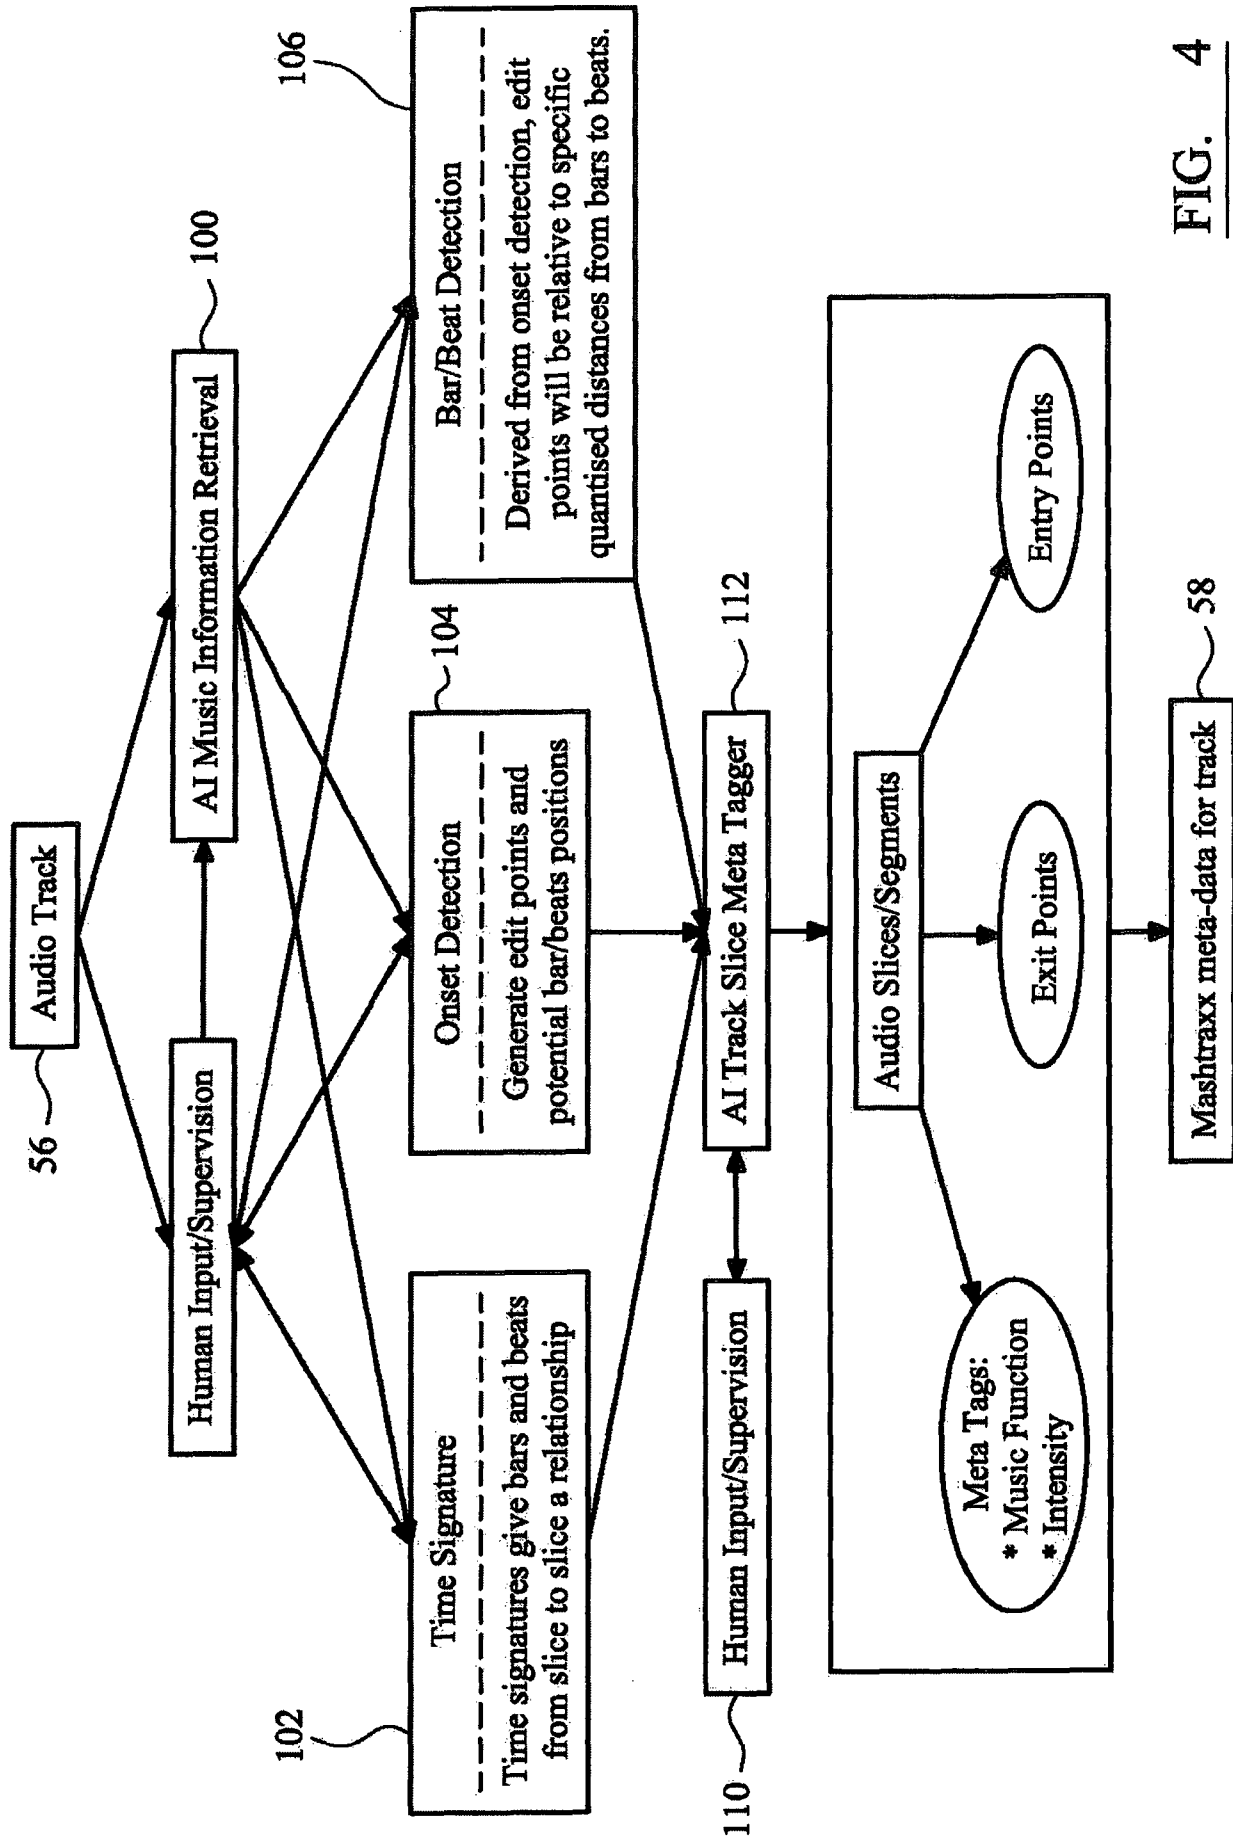 Audio Track
56
Human Input/Supervision
AI Music Information Retrieval
100
102
Time Signature
Time signatures give bars and beats
from slice to slice a relationship
104
Onset Detection
Generate edit points and
potential bar/beats positions
106
Bar/Beat Detection
Derived from onset detection, edit
points will be relative to specific
quantised distances from bars to beats.
110
Human Input/Supervision
AI Track Slice Meta Tagger
112
Audio Slices/Segments
Meta Tags:
* Music Function
* Intensity
Exit Points
Entry Points
Mashtraxx meta-data for track
58
FIG. 4